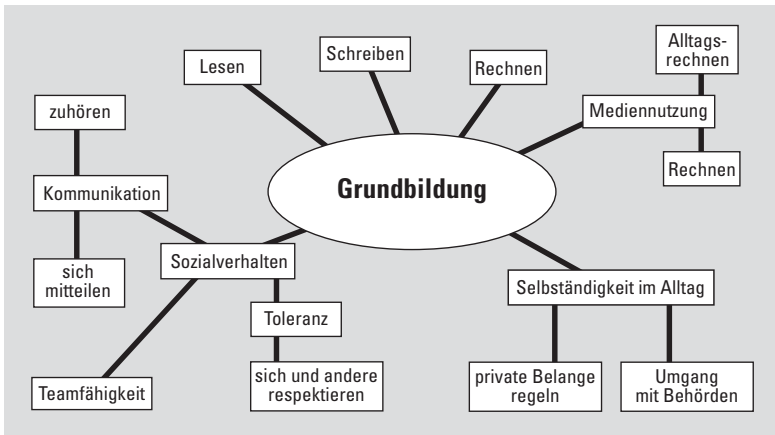 Alltags-
rechnen
Schreiben
Lesen
Rechnen
zuhören
Mediennutzung
Rechnen
Kommunikation
Grundbildung
Sozialverhalten
sich
mitteilen
Selbständigkeit im Alltag
Toleranz
Teamfähigkeit
sich und andere
respektieren
private Belange
regeln
Umgang
mit Behörden